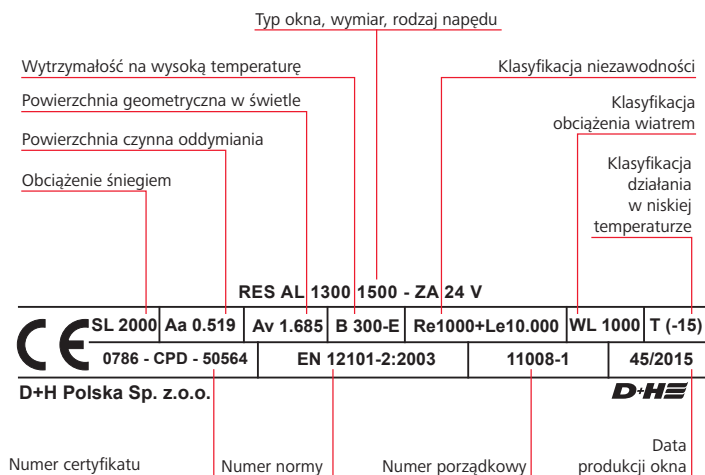 Typ okna, wymiar, rodzaj napędu
Wytrzymałość na wysoką temperaturę
Klasyfikacja niezawodności
Powierzchnia geometryczna w świetle
Klasyfikacja
obciążenia wiatrem
Powierzchnia czynna oddymiania
Klasyfikacja
działania
w niskiej
temperaturze
Obciążenie śniegiem
RES AL 1300 1500 - ZA 24 V
CE
SL 2000 Aa 0.519 Av 1.685 B 300-E Re1000+Le10.000 WL 1000 T (-15)
0786 - CPD - 50564 EN 12101-2:2003 11008-1 45/2015
D+H Polska Sp. z.o.o. D+H
Numer certyfikatu Numer normy Numer porządkowy
Data
produkcji okna